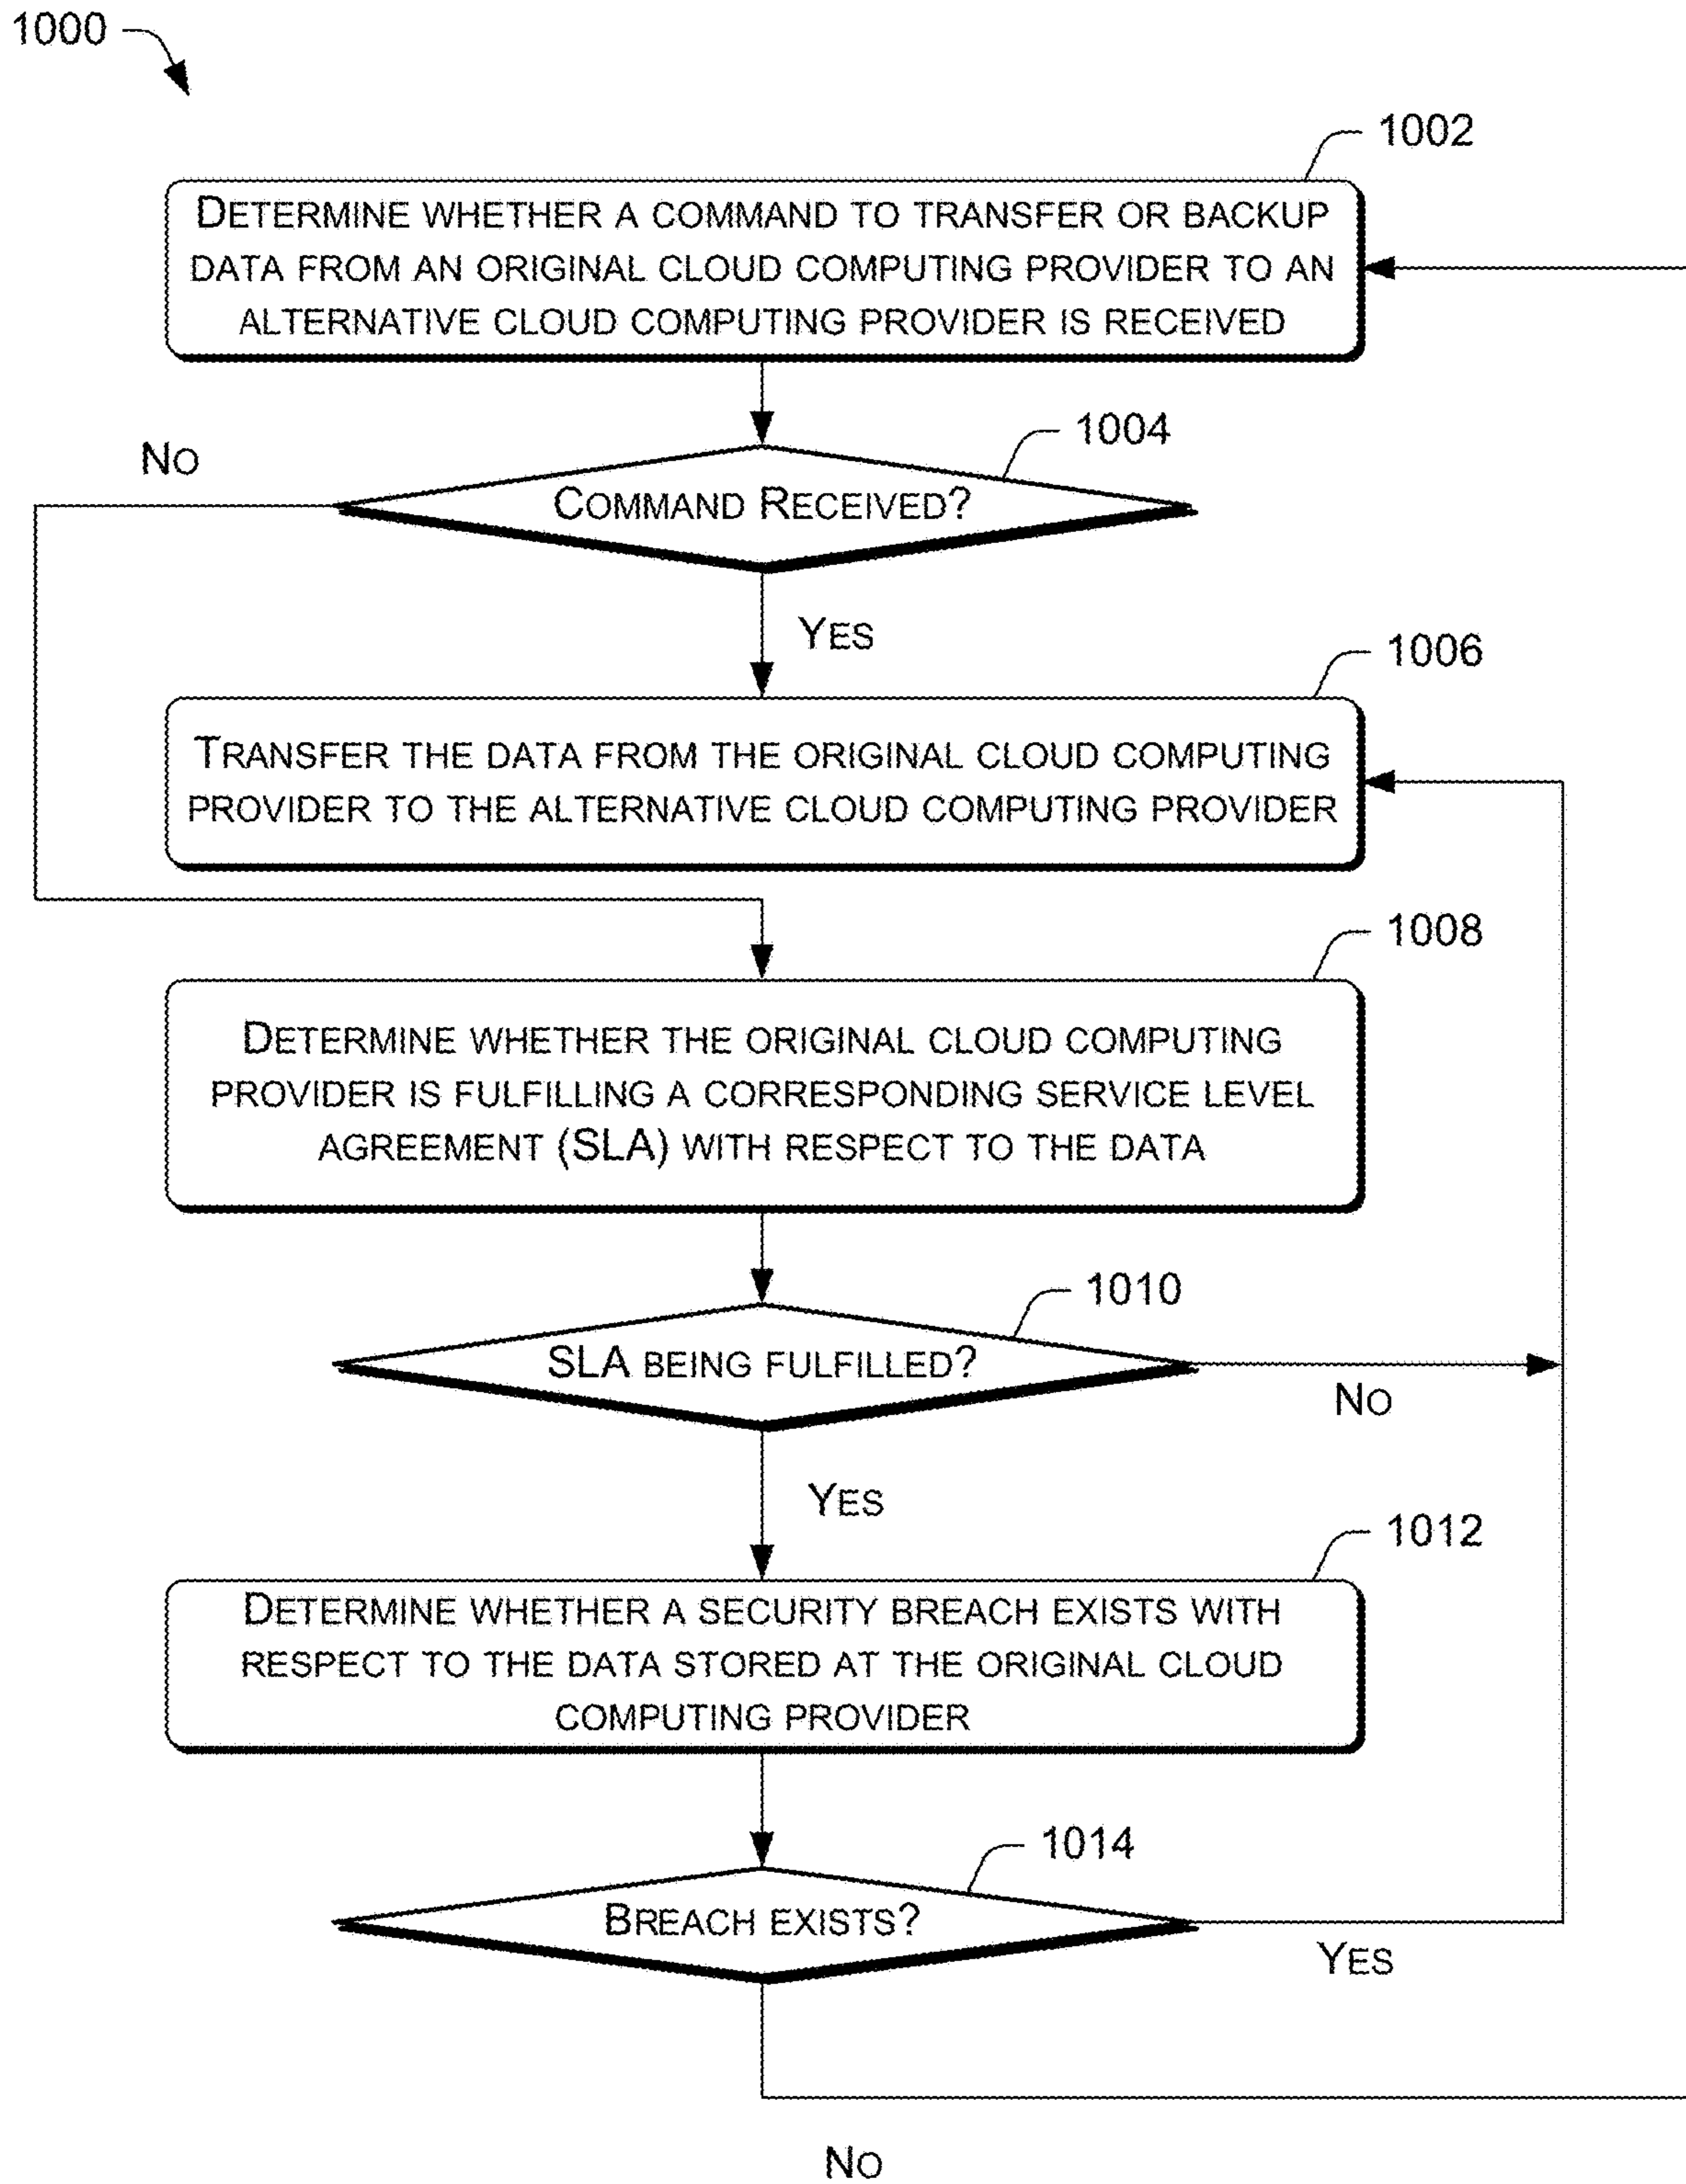 1000
1002
DETERMINE WHETHER A COMMAND TO TRANSFER OR BACKUP
DATA FROM AN ORIGINAL CLOUD COMPUTING PROVIDER TO AN
ALTERNATIVE CLOUD COMPUTING PROVIDER IS RECEIVED
1004
NO
COMMAND RECEIVED?
YES
1006
TRANSFER THE DATA FROM THE ORIGINAL CLOUD COMPUTING
PROVIDER TO THE ALTERNATIVE CLOUD COMPUTING PROVIDER
1008
DETERMINE WHETHER THE ORIGINAL CLOUD COMPUTING
PROVIDER IS FULFILLING A CORRESPONDING SERVICE LEVEL
AGREEMENT (SLA) WITH RESPECT TO THE DATA
1010
SLA BEING FULFILLED?
NO
YES
1012
DETERMINE WHETHER A SECURITY BREACH EXISTS WITH
RESPECT TO THE DATA STORED AT THE ORIGINAL CLOUD
COMPUTING PROVIDER
1014
BREACH EXISTS?
YES
NO